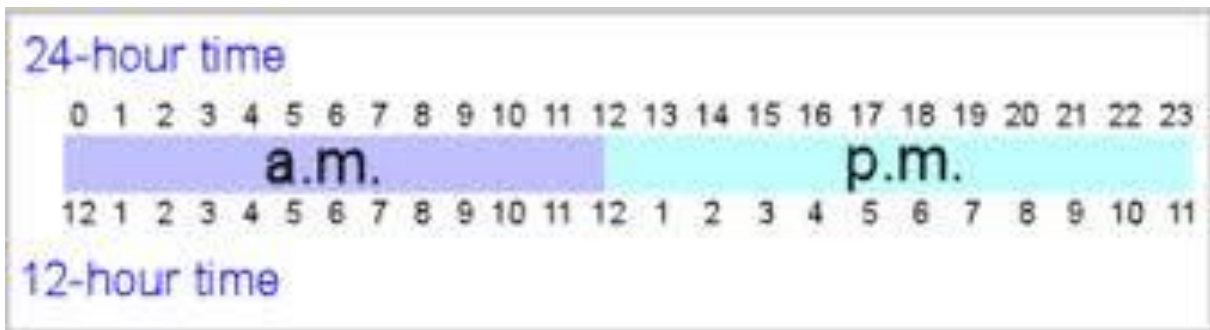 24-hour time
0 1 2 3 4 5 6 7 8 9 10 11 12 13 14 15 16 17 18 19 20 21 22 23
a.m. p.m.
12 1 2 3 4 5 6 7 8 9 10 11 12 1 2 3 4 5 6 7 8 9 10 11
12-hour time